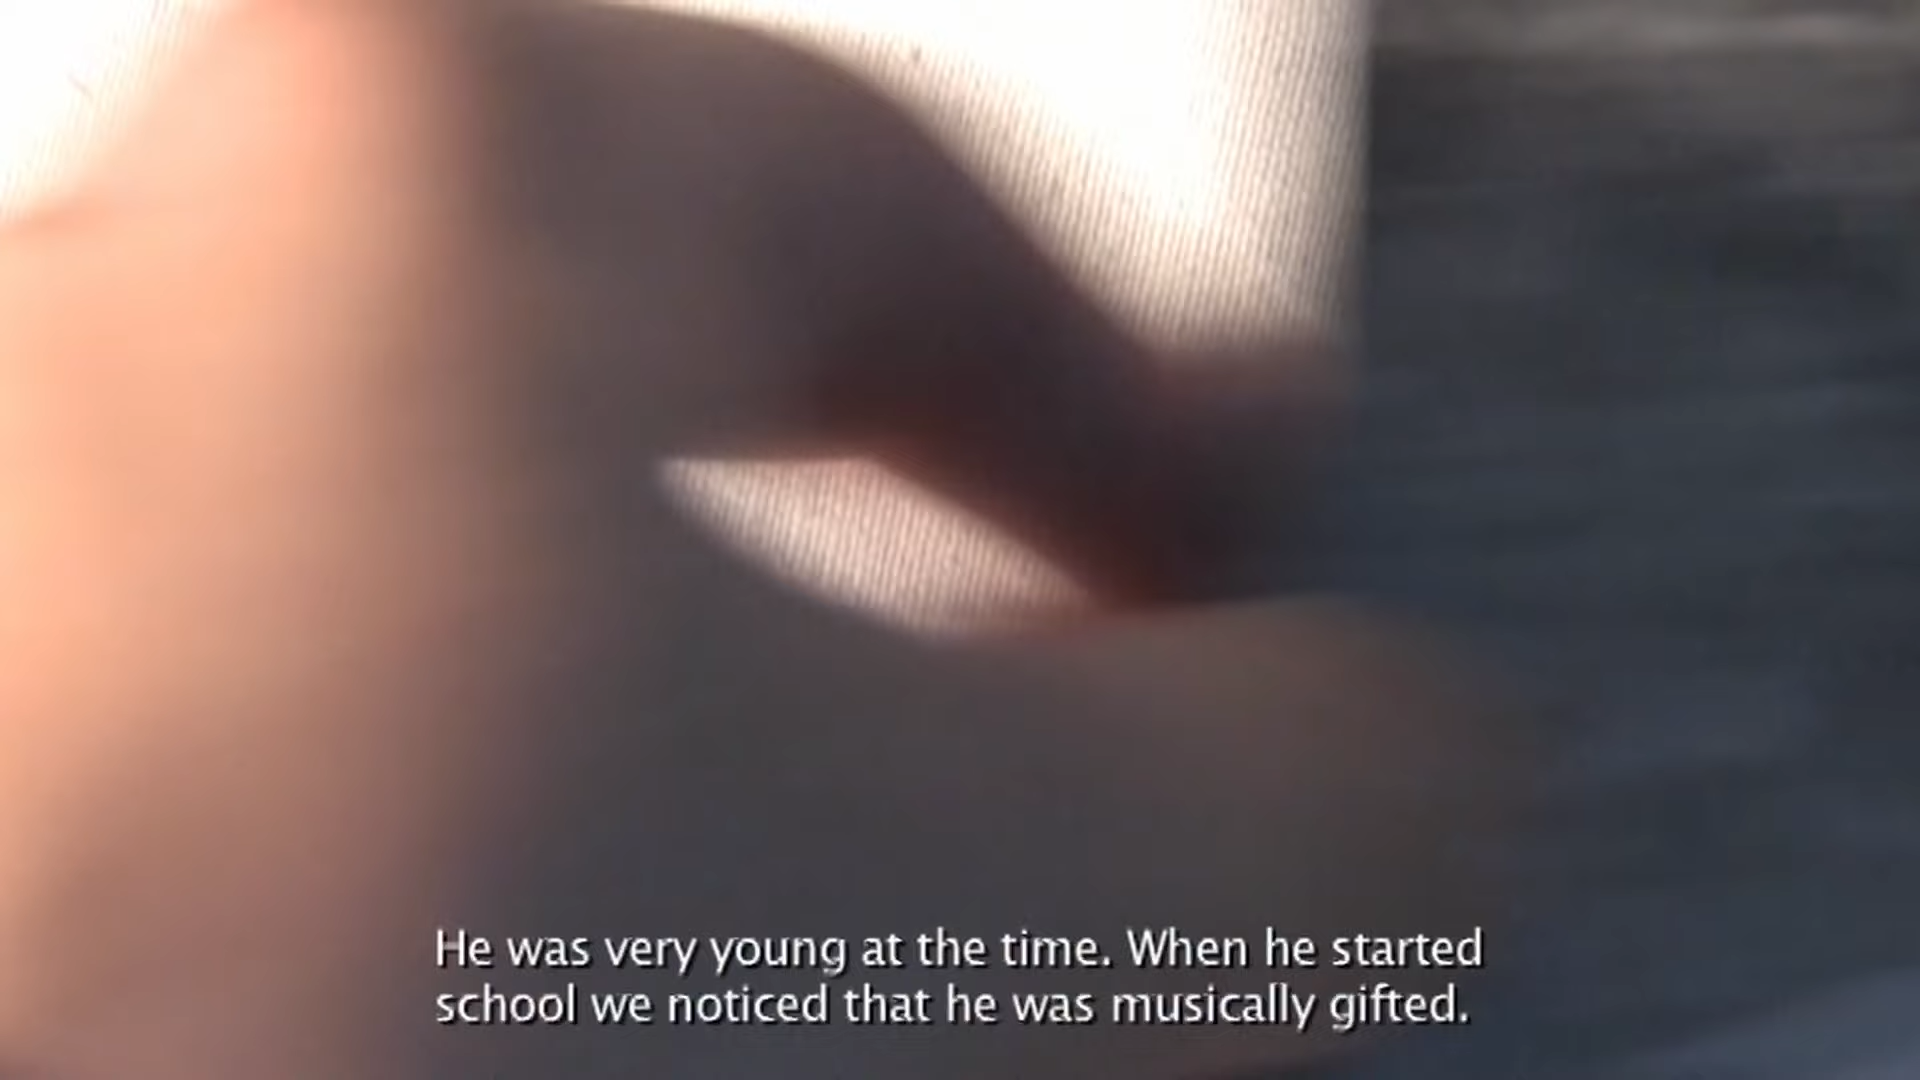 He was very young at the time. When he started
school we noticed that he was musically gifted.